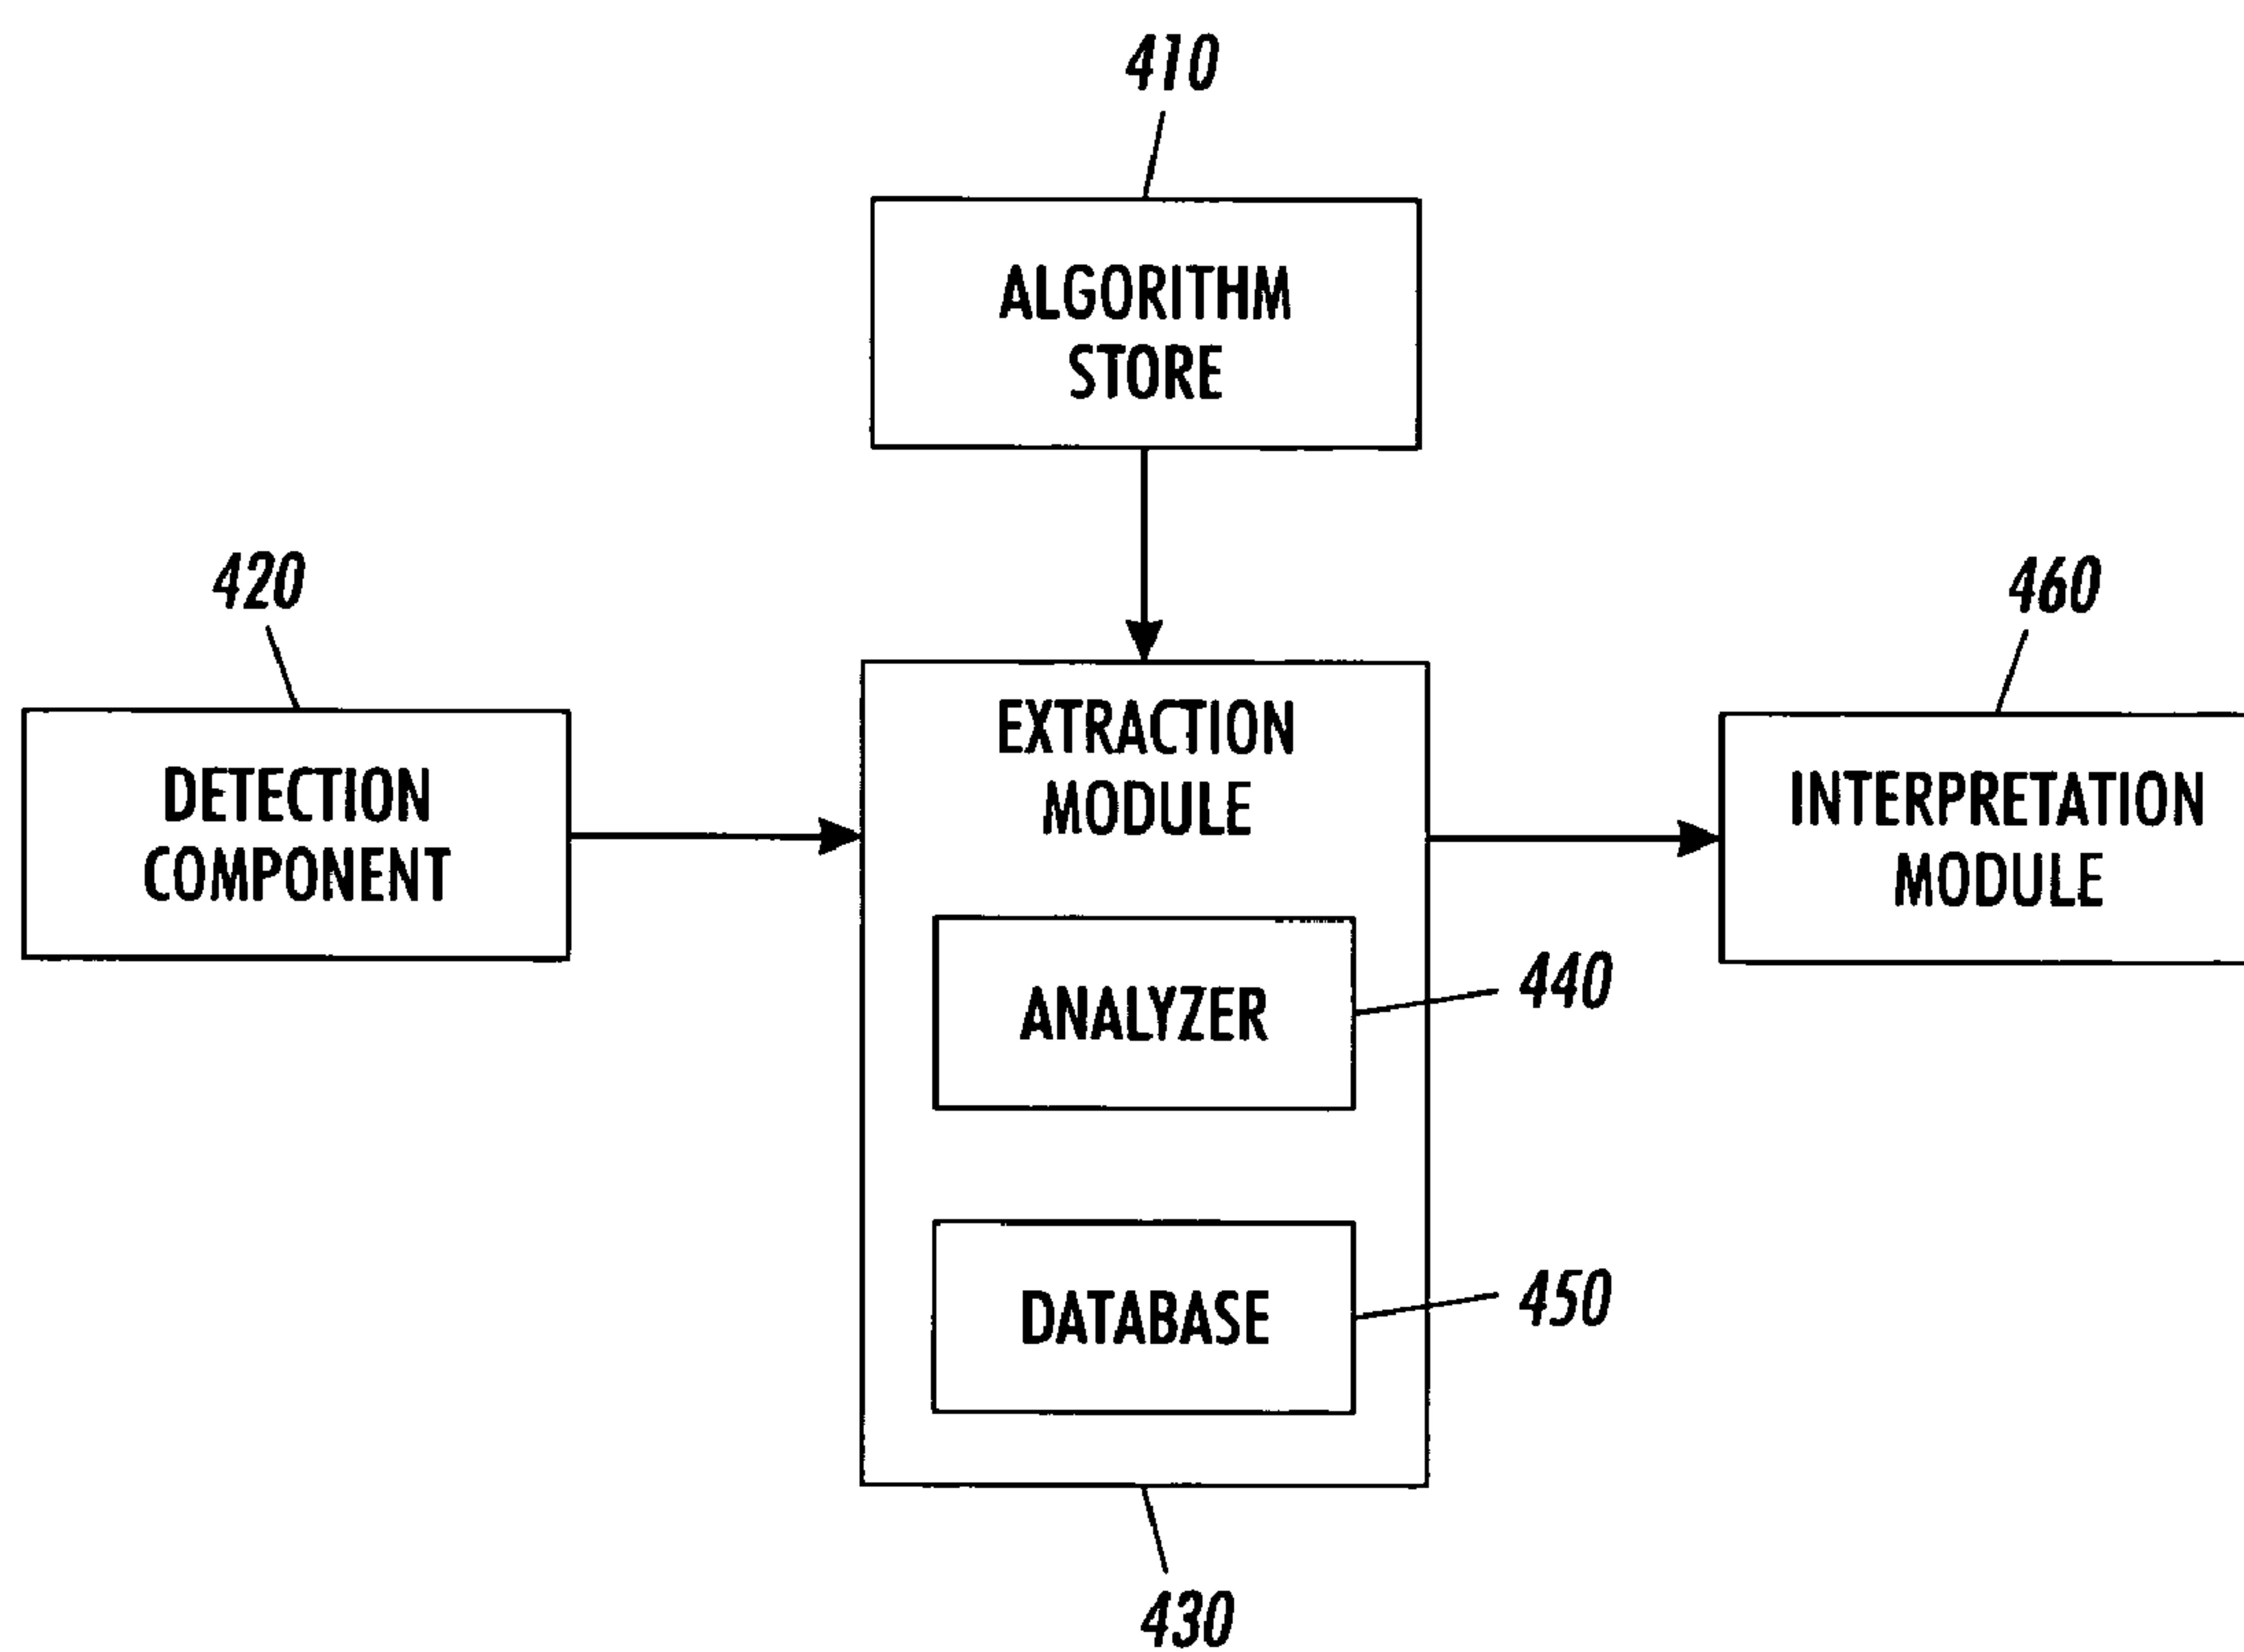 410
ALGORITHM
STORE
420
DETECTION
COMPONENT
EXTRACTION
MODULE
460
INTERPRETATION
MODULE
ANALYZER
440
DATABASE
450
430